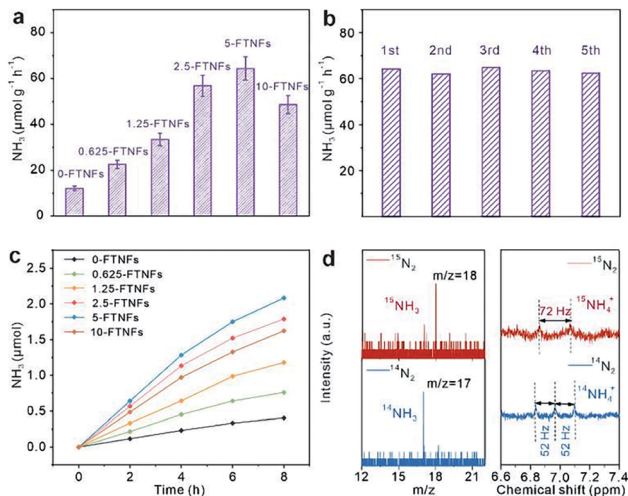 a
NH₃ (μmol g⁻¹ h⁻¹)
80
60
40
20
0
0-FTNFs
0.625-FTNFs
1.25-FTNFs
2.5-FTNFs
5-FTNFs
10-FTNFs
b
NH₃ (μmol g⁻¹ h⁻¹)
80
60
40
20
0
1st
2nd
3rd
4th
5th
c
NH₃ (μmol)
2.5
2.0
1.5
1.0
0.5
0.0
0-FTNFs
0.625-FTNFs
1.25-FTNFs
2.5-FTNFs
5-FTNFs
10-FTNFs
0 2 4 6 8
Time (h)
d
Intensity (a.u.)
¹⁵N₂
m/z=18
¹⁵NH₃
¹⁴N₂
m/z=17
¹⁴NH₃
12 14 16 18 20 22
m/z
¹⁵N₂
¹⁵NH₄⁺
72 Hz
¹⁴N₂
¹⁴NH₄⁺
52 Hz
52 Hz
6.6 6.8 7.0 7.2 7.4
Chemical shift (ppm)